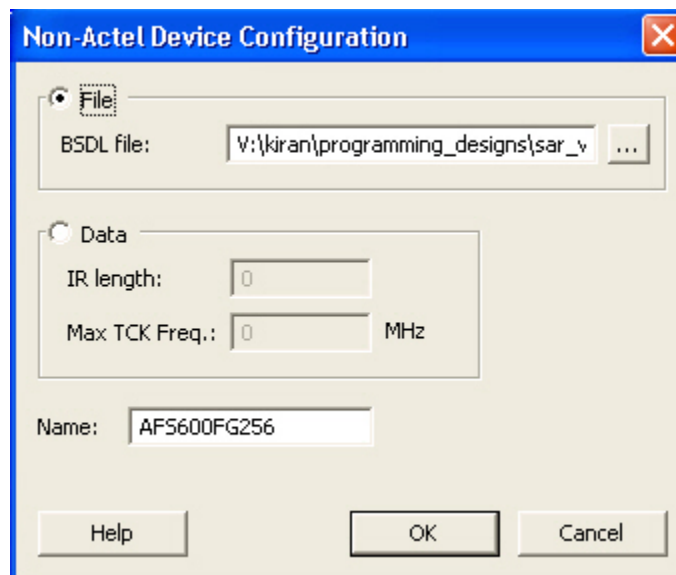 Non-Actel Device Configuration
File
BSDL file: V:\kiran\programming_designs\sar_v ...
Data
IR length: 0
Max TCK Freq.: 0 MHz
Name: AFS600FG256
Help OK Cancel